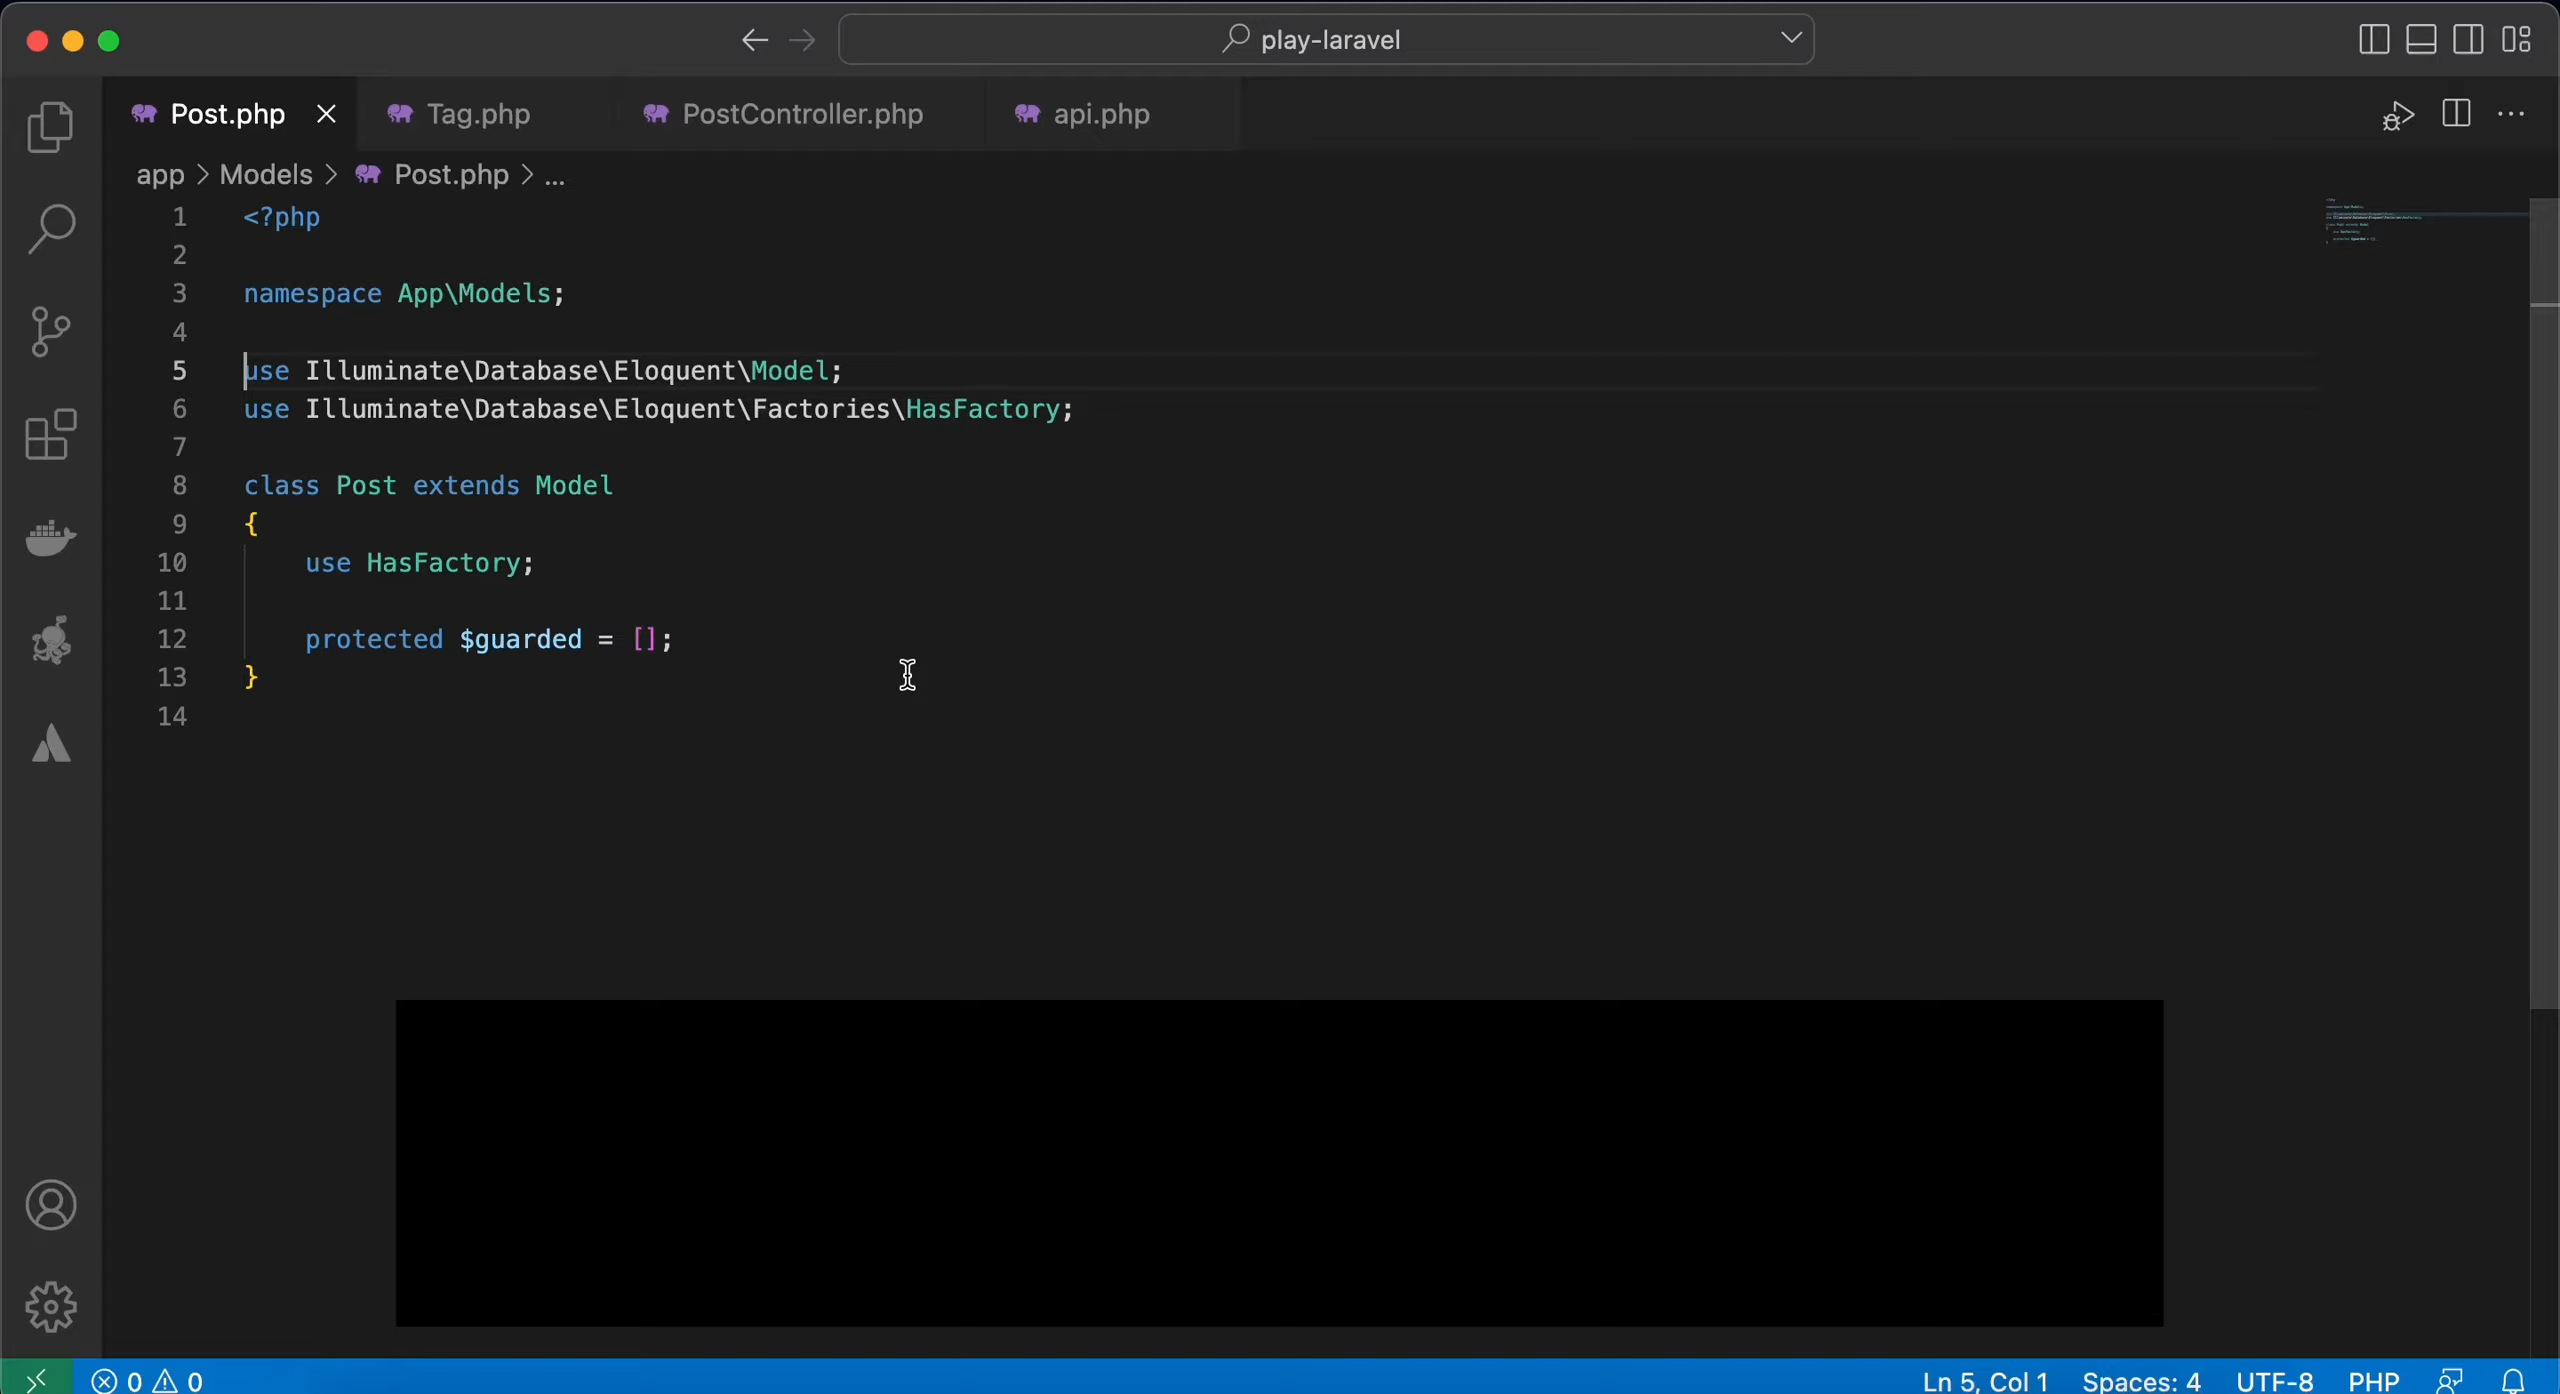 play-laravel
Post.php Tag.php PostController.php api.php
app > Models > Post.php > ...
1 <?php
2
3 namespace App\Models;
4
5 use Illuminate\Database\Eloquent\Model;
6 use Illuminate\Database\Eloquent\Factories\HasFactory;
7
8 class Post extends Model
9 {
10 use HasFactory;
11
12 protected $guarded = [];
13 }
14
0 0 Ln 5, Col 1 Spaces: 4 UTF-8 PHP